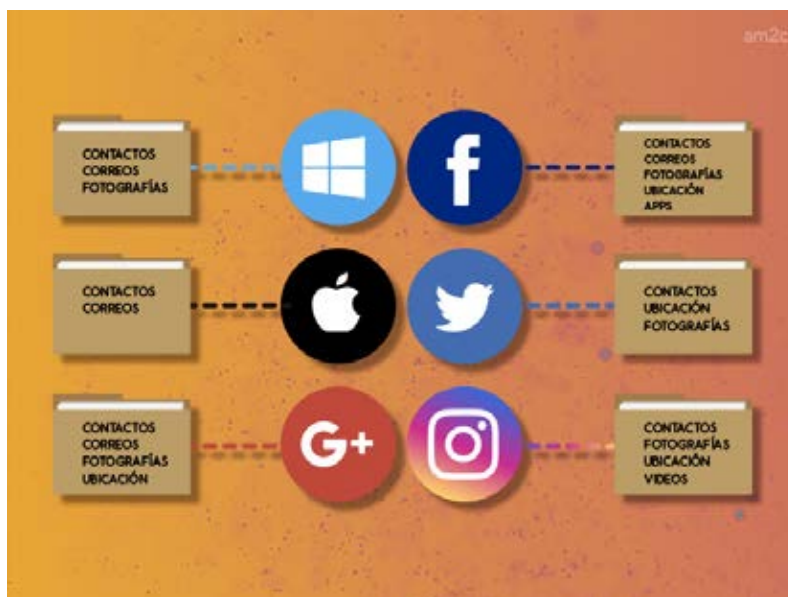 am2c
CONTACTOS
CORREOS
FOTOGRAFÍAS
CONTACTOS
CORREOS
FOTOGRAFÍAS
UBICACIÓN
APPS
CONTACTOS
CORREOS
CONTACTOS
UBICACIÓN
FOTOGRAFÍAS
CONTACTOS
CORREOS
FOTOGRAFÍAS
UBICACIÓN
G+
CONTACTOS
FOTOGRAFÍAS
UBICACIÓN
VIDEOS